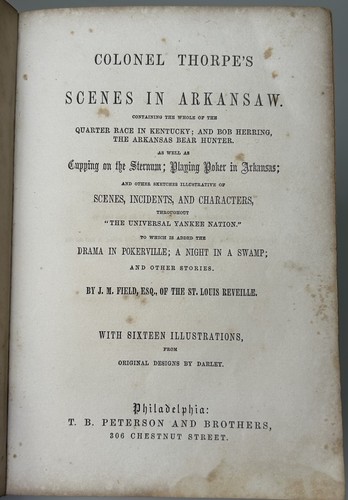 COLONEL THORPE'S
SCENES IN ARKANSAW.
CONTAINING THE WHOLE OF THE
QUARTER RACE IN KENTUCKY; AND BOB HERRING,
THE ARKANSAS BEAR HUNTER.
AS WELL AS
Cupping on the Sternum; Playing Poker in Arkansas;
AND OTHER SKETCHES ILLUSTRATIVE OF
SCENES, INCIDENTS, AND CHARACTERS,
THROUGHOUT
"THE UNIVERSAL YANKEE NATION."
TO WHICH IS ADDED THE
DRAMA IN POKERVILLE; A NIGHT IN A SWAMP;
AND OTHER STORIES.
BY J. M. FIELD, ESQ., OF THE ST. LOUIS REVEILLE.
WITH SIXTEEN ILLUSTRATIONS,
FROM
ORIGINAL DESIGNS BY DARLEY.
Philadelphia:
T. B. PETERSON AND BROTHERS,
306 CHESTNUT STREET.